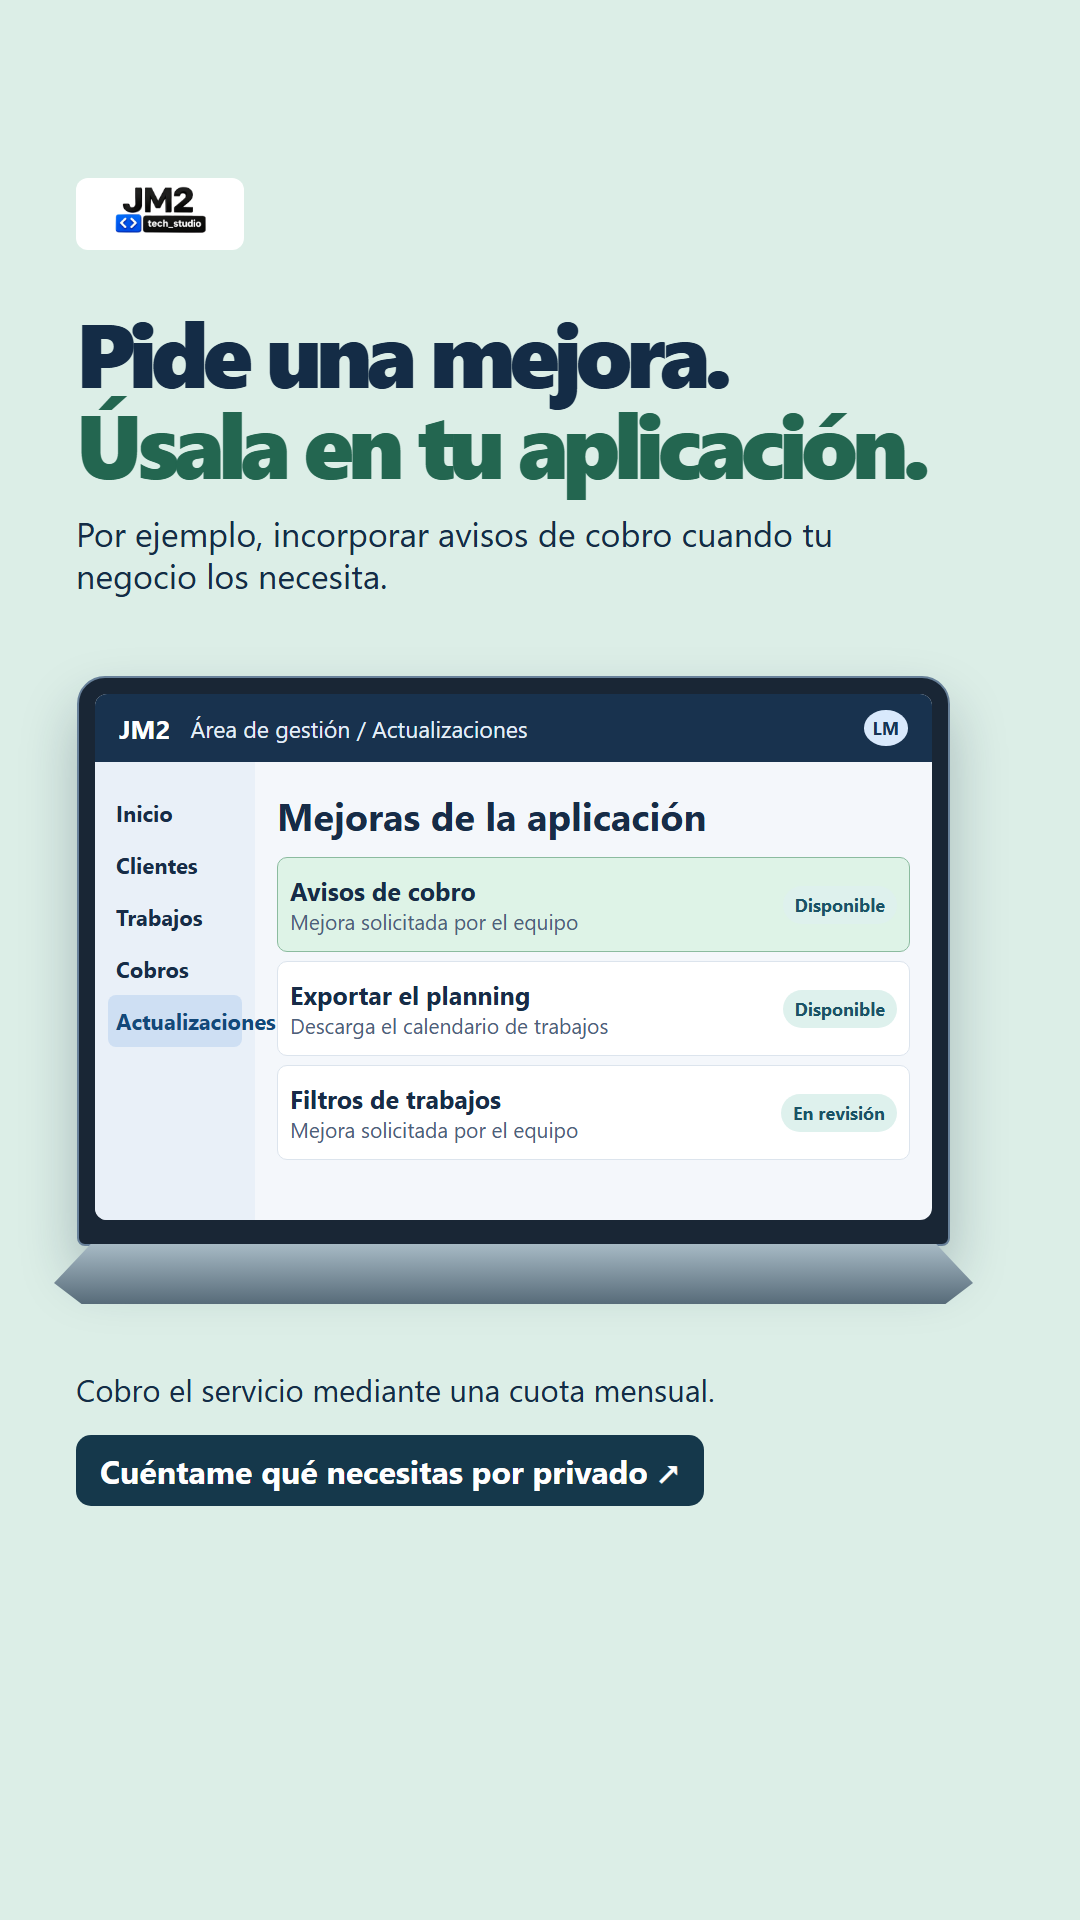 JM2
<> tech_studio
Pide una mejora.
Úsala en tu aplicación.
Por ejemplo, incorporar avisos de cobro cuando tu
negocio los necesita.
JM2 Área de gestión / Actualizaciones LM
Inicio
Clientes
Trabajos
Cobros
Actualizaciones
Mejoras de la aplicación
Avisos de cobro
Mejora solicitada por el equipo
Disponible
Exportar el planning
Descarga el calendario de trabajos
Disponible
Filtros de trabajos
Mejora solicitada por el equipo
En revisión
Cobro el servicio mediante una cuota mensual.
Cuéntame qué necesitas por privado ↗